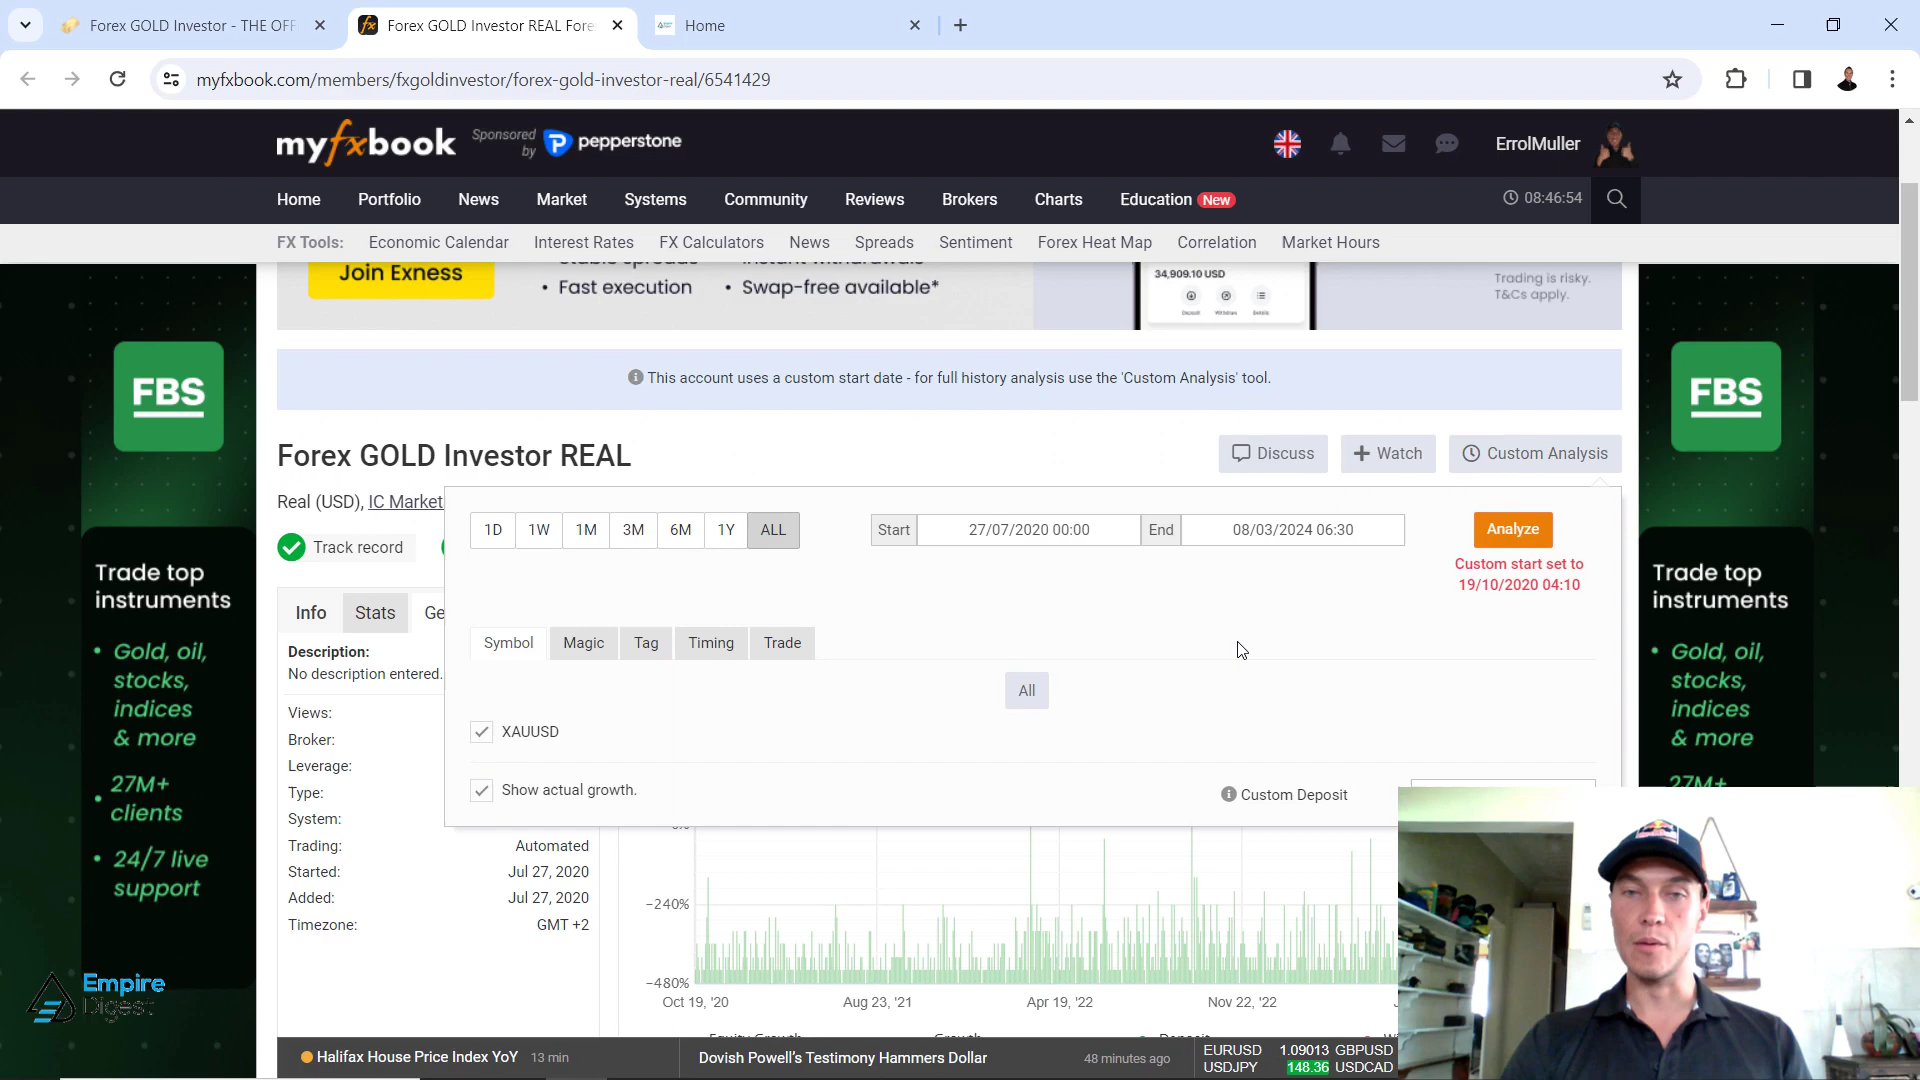 Forex GOLD Investor - THE OFF
Forex GOLD Investor REAL Fore
Home
myfxbook.com/members/fxgoldinvestor/forex-gold-investor-real/6541429
myfxbook
Sponsored by
pepperstone
ErrolMuller
Home
Portfolio
News
Market
Systems
Community
Reviews
Brokers
Charts
Education New
08:46:54
FX Tools:
Economic Calendar
Interest Rates
FX Calculators
News
Spreads
Sentiment
Forex Heat Map
Correlation
Market Hours
Join Exness
• Fast execution
• Swap-free available*
34,909.10 USD
Trading is risky.
T&Cs apply.
This account uses a custom start date - for full history analysis use the 'Custom Analysis' tool.
Forex GOLD Investor REAL
Discuss
Watch
Custom Analysis
Real (USD), IC Market
Track record
1D
1W
1M
3M
6M
1Y
ALL
Start
27/07/2020 00:00
End
08/03/2024 06:30
Analyze
Custom start set to
19/10/2020 04:10
Info
Stats
Ge
Symbol
Magic
Tag
Timing
Trade
Description:
No description entered.
All
XAUUSD
Show actual growth.
Custom Deposit
Views:
Broker:
Leverage:
Type:
System:
Trading:
Automated
Started:
Jul 27, 2020
Added:
Jul 27, 2020
Timezone:
GMT +2
-240%
-480%
Oct 19, '20
Aug 23, '21
Apr 19, '22
Nov 22, '22
FBS
Trade top
instruments
• Gold, oil,
stocks,
indices
& more
• 27M+
clients
• 24/7 live
support
FBS
Trade top
instruments
• Gold, oil,
stocks,
indices
& more
27M+
Empire
Digest
Halifax House Price Index YoY
13 min
Dovish Powell's Testimony Hammers Dollar
48 minutes ago
EURUSD 1.09013 GBPUSD
USDJPY 148.36 USDCAD